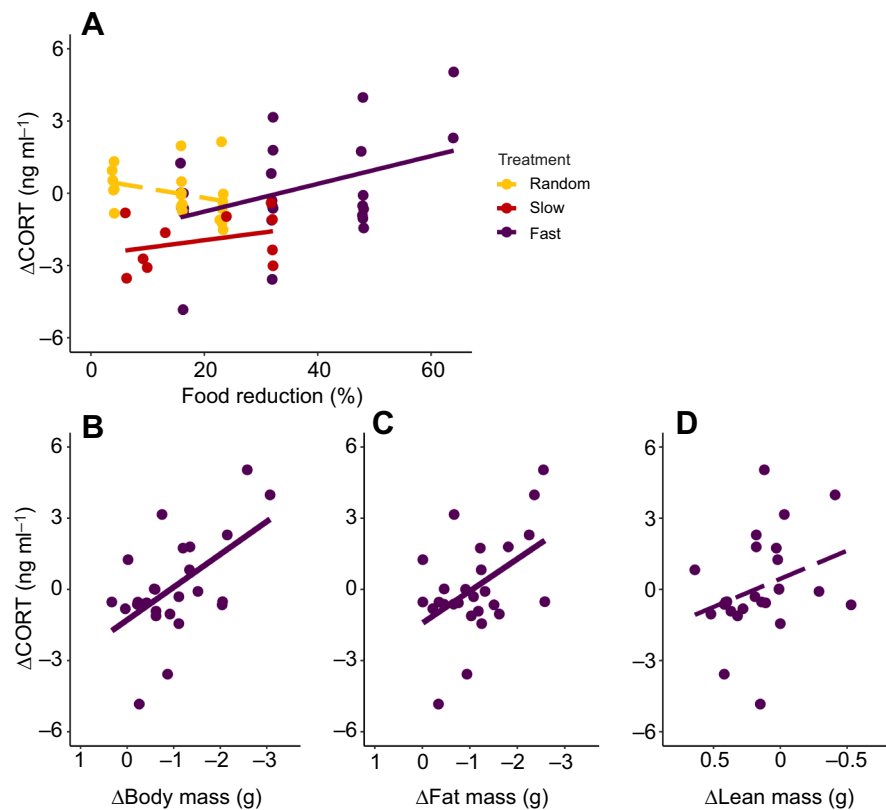 A
6
3
0
–3
–6
ΔCORT (ng ml–1)
0
20
40
60
Food reduction (%)
Treatment
Random
Slow
Fast
B
C
D
6
3
0
–3
–6
ΔCORT (ng ml–1)
1
0
–1
–2
–3
ΔBody mass (g)
6
3
0
–3
–6
1
0
–1
–2
–3
ΔFat mass (g)
6
3
0
–3
–6
0.5
0
–0.5
ΔLean mass (g)